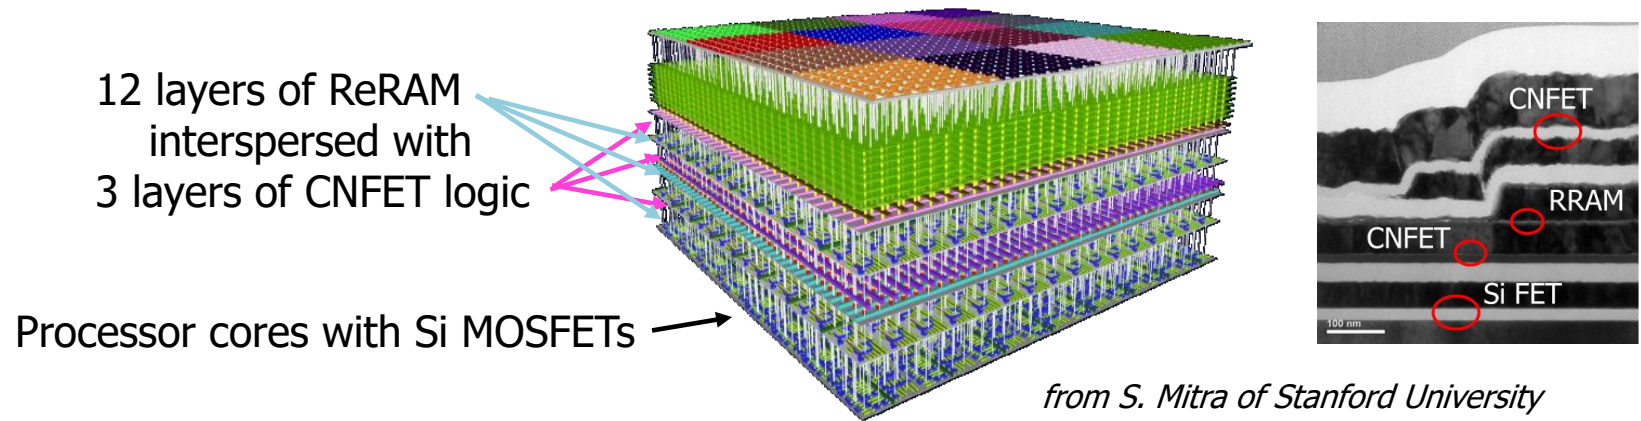 12 layers of ReRAM
interspersed with
3 layers of CNFET logic
Processor cores with Si MOSFETs
CNFET
RRAM
CNFET
Si FET
100 nm
from S. Mitra of Stanford University